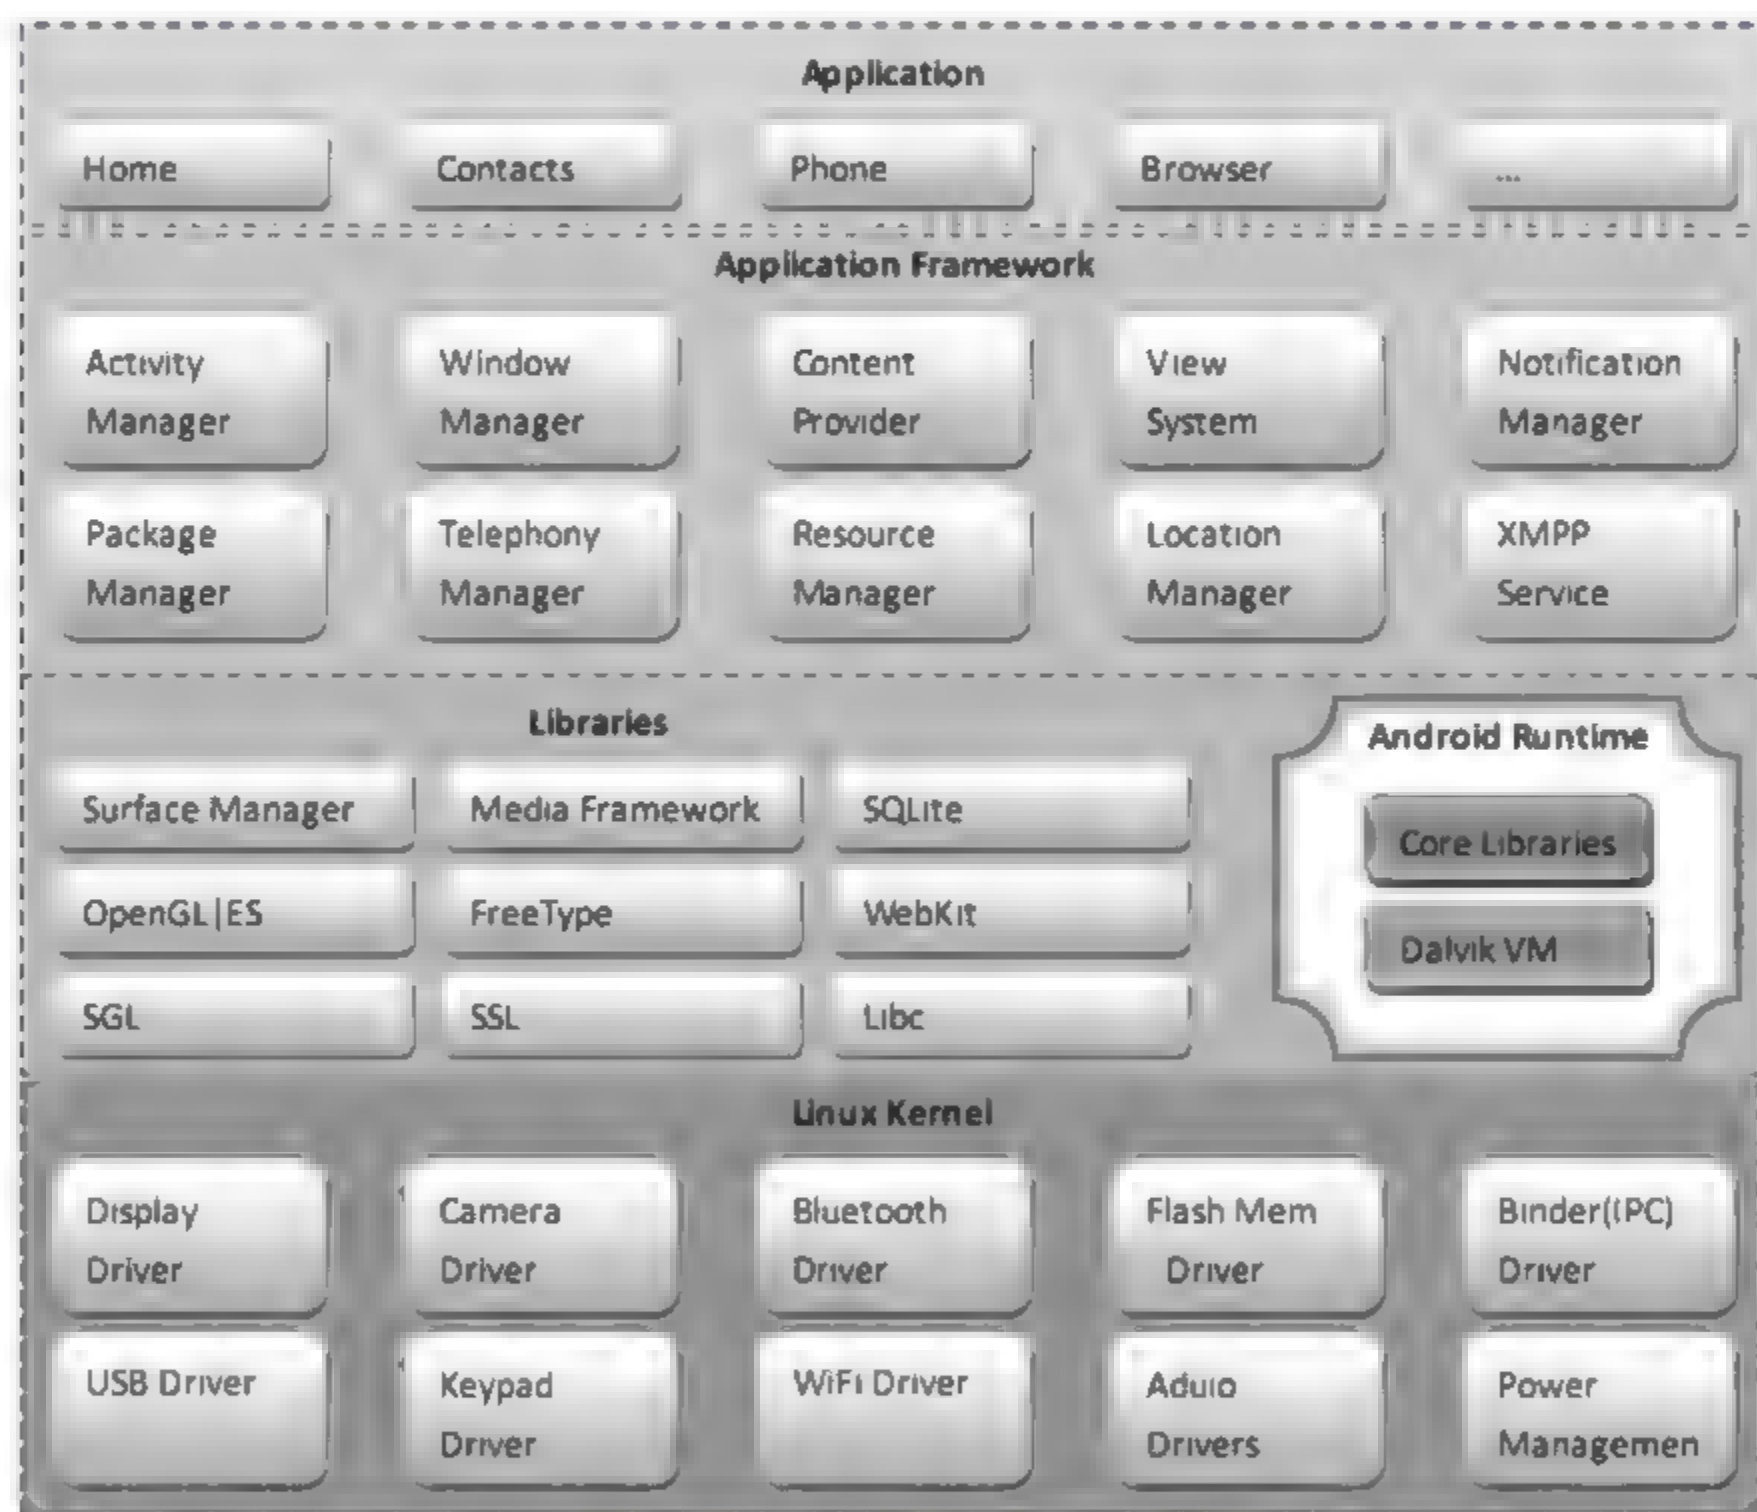 Application
Home
Contacts
Phone
Browser
...
Application Framework
Activity
Manager
Window
Manager
Content
Provider
View
System
Notification
Manager
Package
Manager
Telephony
Manager
Resource
Manager
Location
Manager
XMPP
Service
Libraries
Surface Manager
Media Framework
SQLite
OpenGL|ES
FreeType
WebKit
SGL
SSL
Libc
Android Runtime
Core Libraries
Dalvik VM
Linux Kernel
Display
Driver
Camera
Driver
Bluetooth
Driver
Flash Mem
Driver
Binder(IPC)
Driver
USB Driver
Keypad
Driver
WiFi Driver
Aduio
Drivers
Power
Managemen